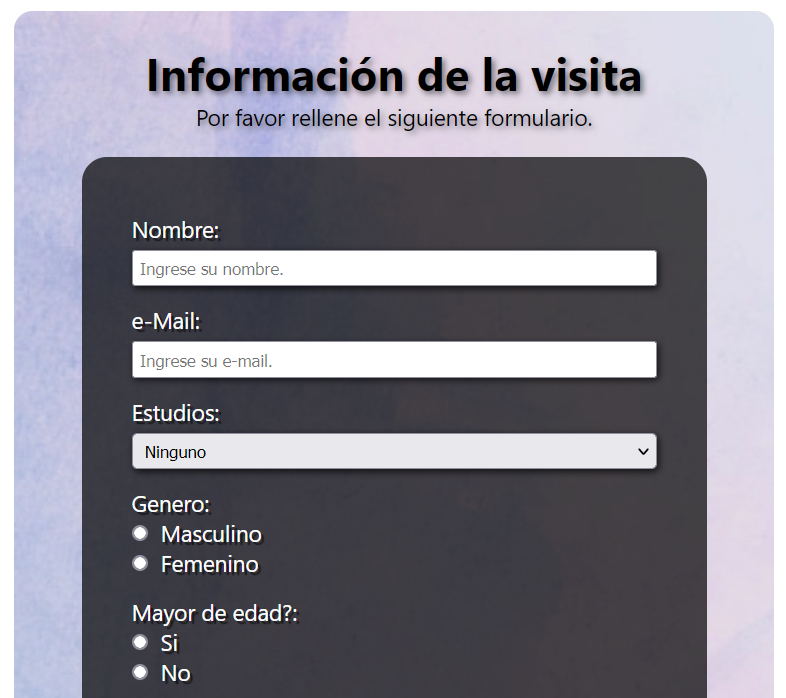 Información de la visita
Por favor rellene el siguiente formulario.
Nombre:
Ingrese su nombre.
e-Mail:
Ingrese su e-mail.
Estudios:
Ninguno
Genero:
Masculino
Femenino
Mayor de edad?:
Si
No